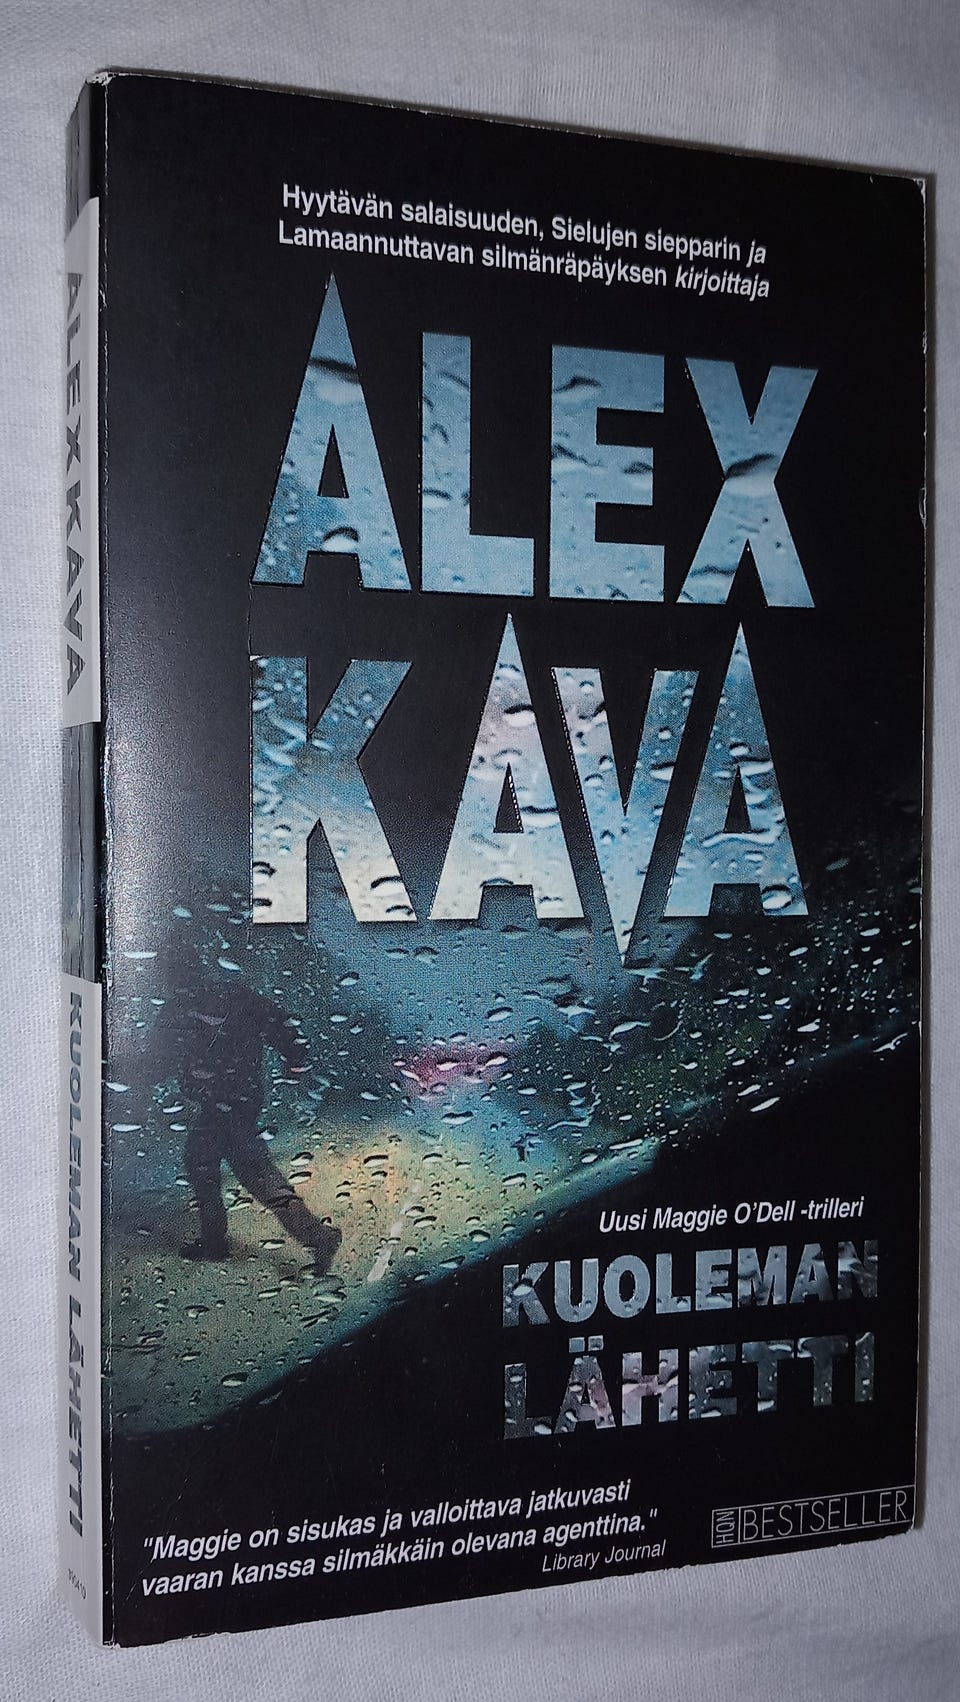 Hyytävän salaisuuden, Sielujen siepparin ja
Lamaannuttavan silmänräpäyksen kirjoittaja
ALEX
KAVA
Uusi Maggie O'Dell -trilleri
KUOLEMAN
LÄHETTI
"Maggie on sisukas ja valloittava jatkuvasti
vaaran kanssa silmäkkäin olevana agenttina."
Library Journal
HQN BESTSELLER
ALEX KAVA
KUOLEMAN LÄHETTI